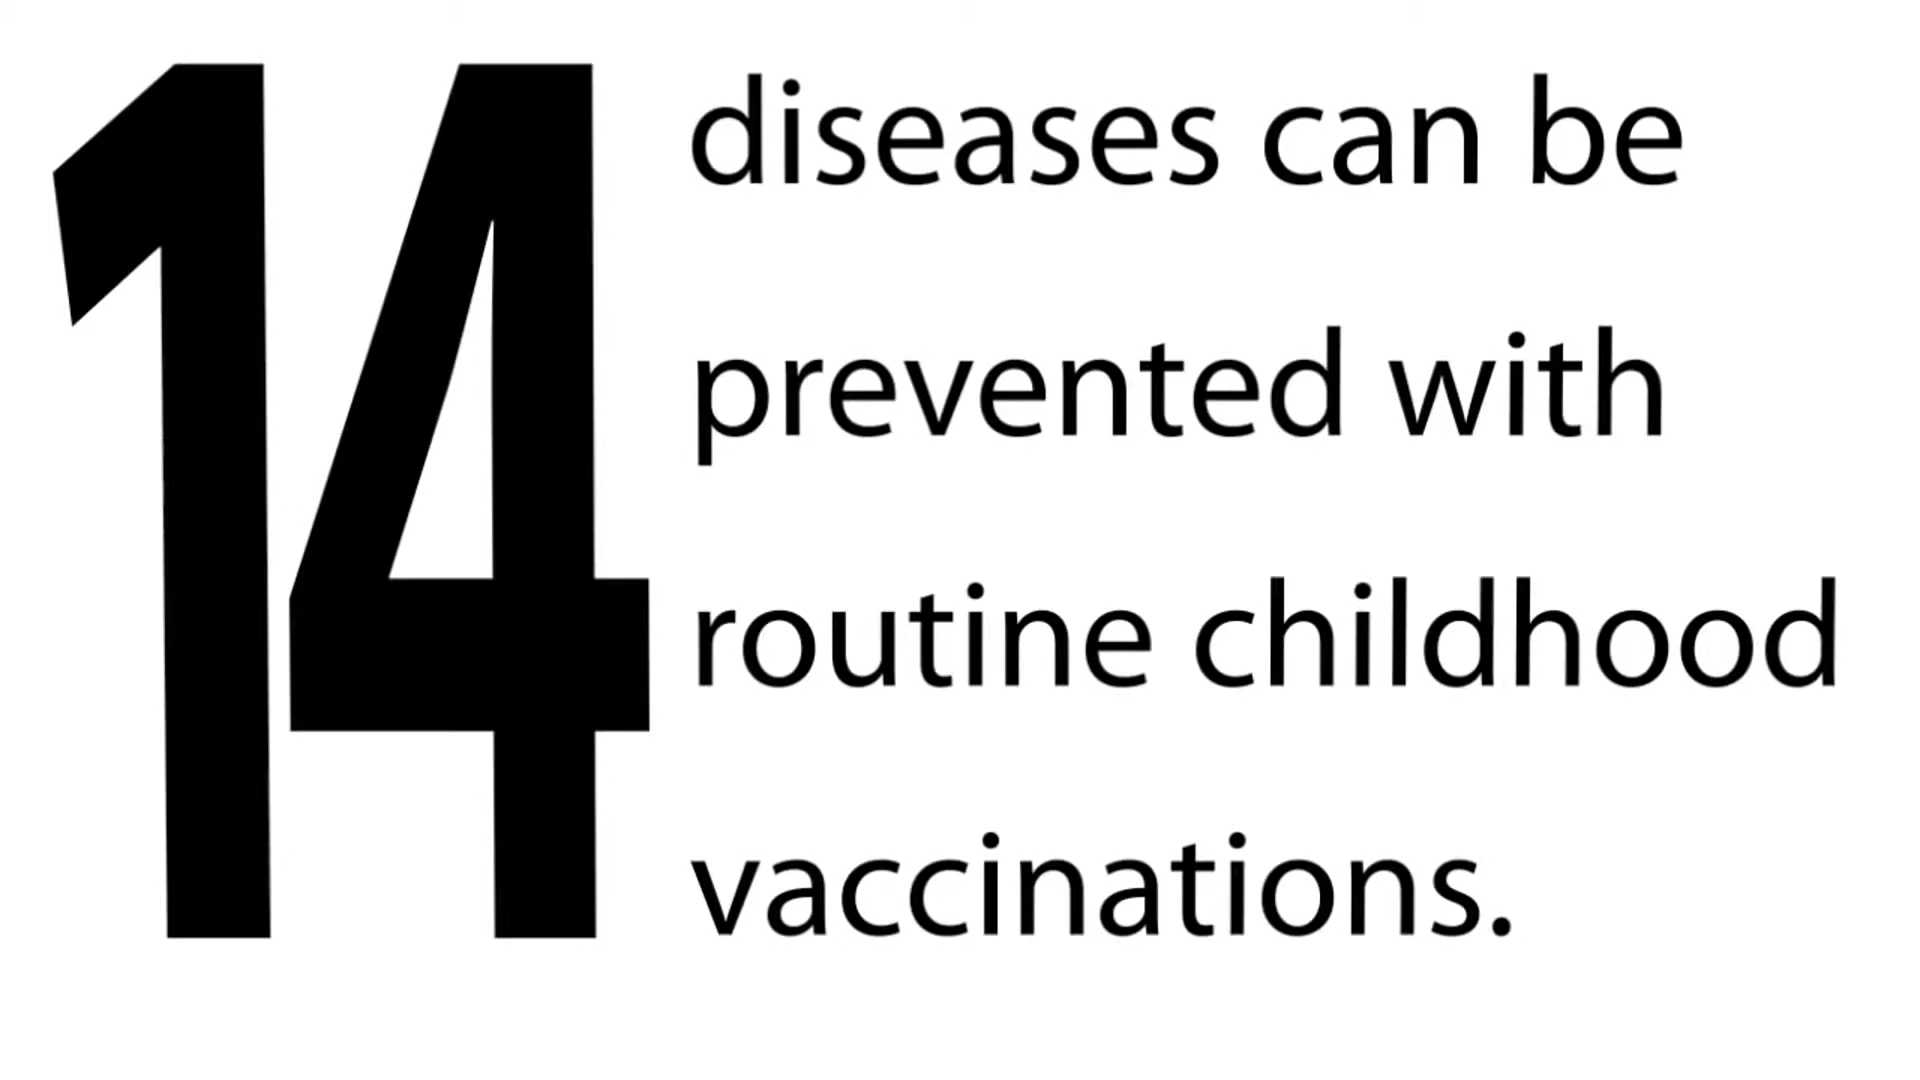 14
diseases can be
prevented with
routine childhood
vaccinations.